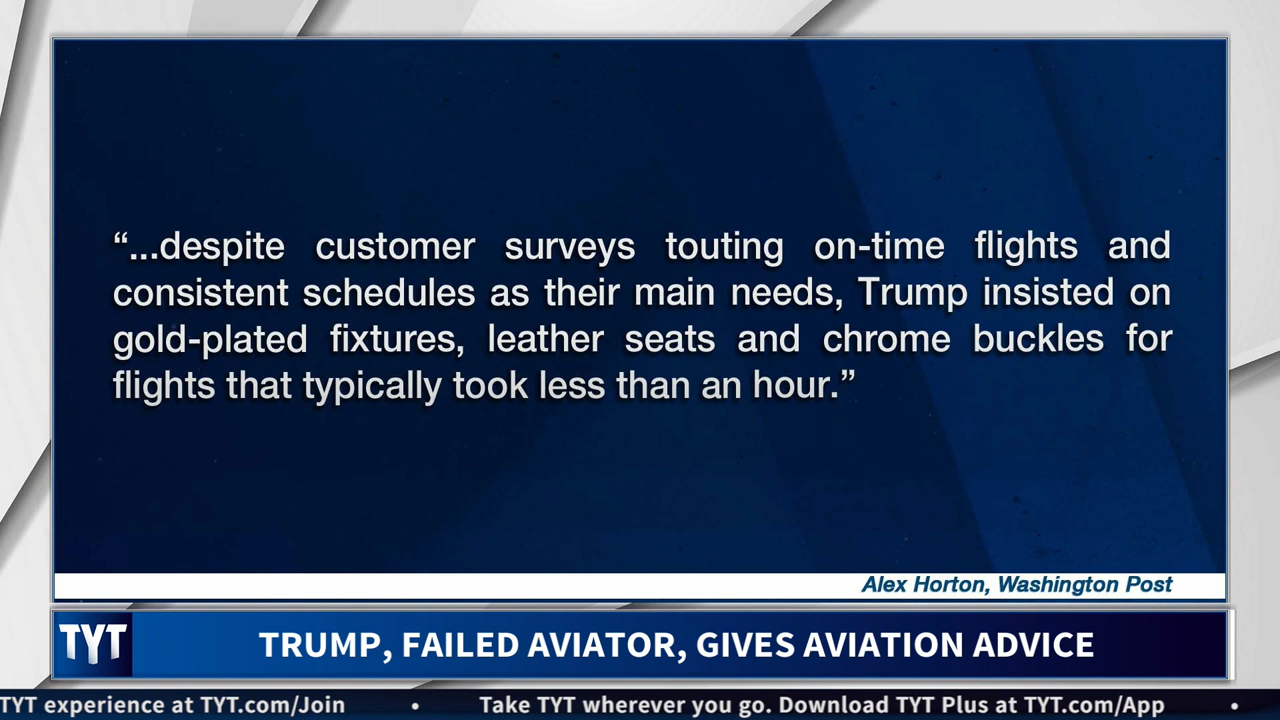 “...despite customer surveys touting on-time flights and
consistent schedules as their main needs, Trump insisted on
gold-plated fixtures, leather seats and chrome buckles for
flights that typically took less than an hour.”
Alex Horton, Washington Post
TYT
TRUMP, FAILED AVIATOR, GIVES AVIATION ADVICE
TYT experience at TYT.com/Join • Take TYT wherever you go. Download TYT Plus at TYT.com/App •